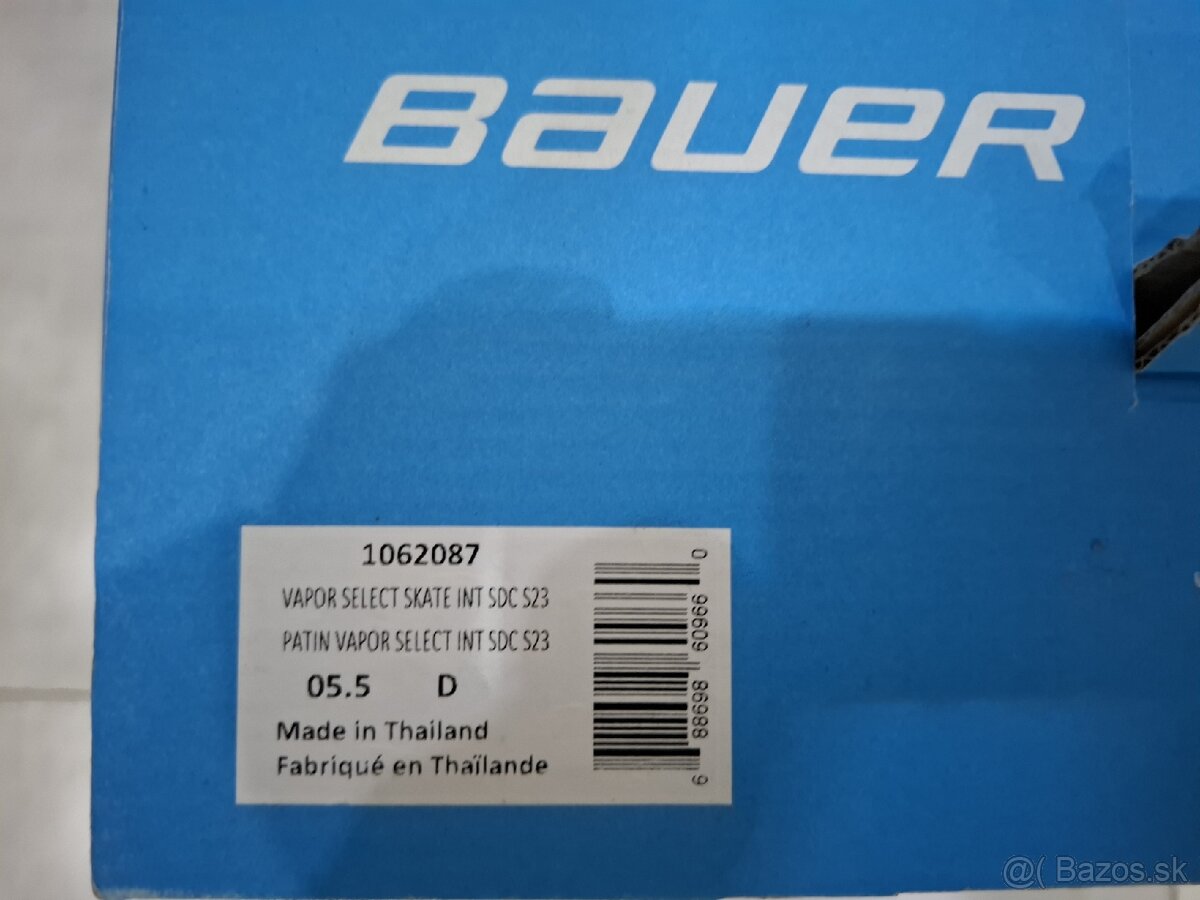 BAUER
1062087
VAPOR SELECT SKATE INT SDC S23
PATIN VAPOR SELECT INT SDC S23
05.5 D
Made in Thailand
Fabriqué en Thaïlande
6 88698 60966 0
@( Bazos.sk